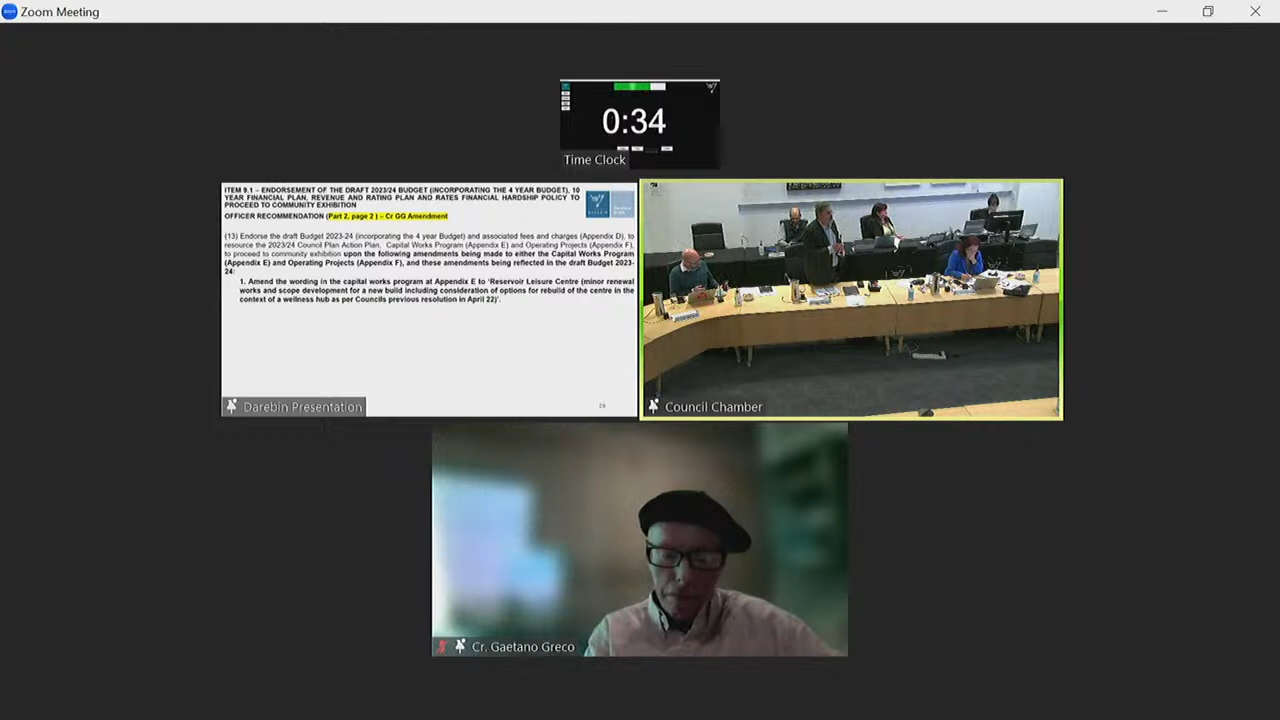 Zoom Meeting
0:34
Time Clock
ITEM 9.1 – ENDORSEMENT OF THE DRAFT 2023/24 BUDGET (INCORPORATING THE 4 YEAR BUDGET), 10
YEAR FINANCIAL PLAN, REVENUE AND RATING PLAN AND RATES FINANCIAL HARDSHIP POLICY TO
PROCEED TO COMMUNITY EXHIBITION
OFFICER RECOMMENDATION (Part 2, page 2 ) – Cr GG Amendment
(13) Endorse the draft Budget 2023-24 (incorporating the 4 year Budget) and associated fees and charges (Appendix D), to
resource the 2023/24 Council Plan Action Plan, Capital Works Program (Appendix E) and Operating Projects (Appendix F),
to proceed to community exhibition upon the following amendments being made to either the Capital Works Program
(Appendix E) and Operating Projects (Appendix F), and these amendments being reflected in the draft Budget 2023-
24:
1. Amend the wording in the capital works program at Appendix E to 'Reservoir Leisure Centre (minor renewal
works and scope development for a new build including consideration of options for rebuild of the centre in the
context of a wellness hub as per Councils previous resolution in April 22)'.
Darebin Presentation
Council Chamber
Cr. Gaetano Greco